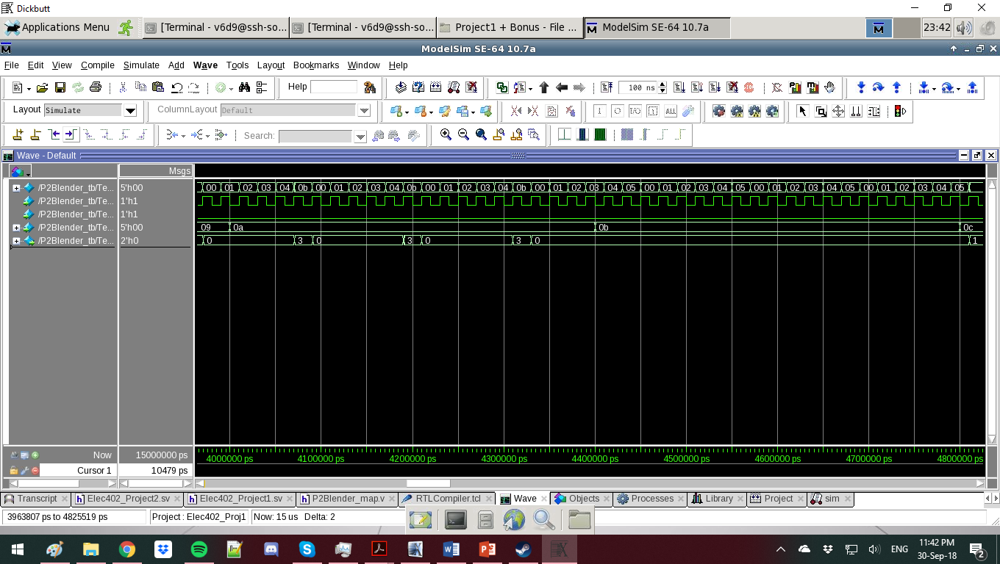 Dickbutt
Applications Menu [Terminal - v6d9@ssh-so... [Terminal - v6d9@ssh-so... Project1 + Bonus - File ... ModelSim SE-64 10.7a 23:42
ModelSim SE-64 10.7a
File Edit View Compile Simulate Add Wave Tools Layout Bookmarks Window Help
Help 100 ns
Layout Simulate ColumnLayout Default
Search:
Wave - Default
Msgs
/P2Blender_tb/Te... 5'h00 00 01 02 03 04 0b 00 01 02 03 04 0b 00 01 02 03 04 0b 00 01 02 03 04 05 00 01 02 03 04 05 00 01 02 03 04 05 00 01 02 03 04 05
/P2Blender_tb/Te... 1'h1
/P2Blender_tb/Te... 1'h1
/P2Blender_tb/Te... 5'h00 09 0a 0b 0c
/P2Blender_tb/Te... 2'h0 0 3 0 3 0 3 0 1
Now 15000000 ps 4000000 ps 4100000 ps 4200000 ps 4300000 ps 4400000 ps 4500000 ps 4600000 ps 4700000 ps 4800000 ps
Cursor 1 10479 ps
Transcript Elec402_Project2.sv Elec402_Project1.sv P2Blender_map.v RTLCompiler.tcl Wave Objects Processes Library Project sim
3963807 ps to 4825519 ps Project : Elec402_Proj1 Now: 15 us Delta: 2
ENG 11:42 PM
30-Sep-18 2